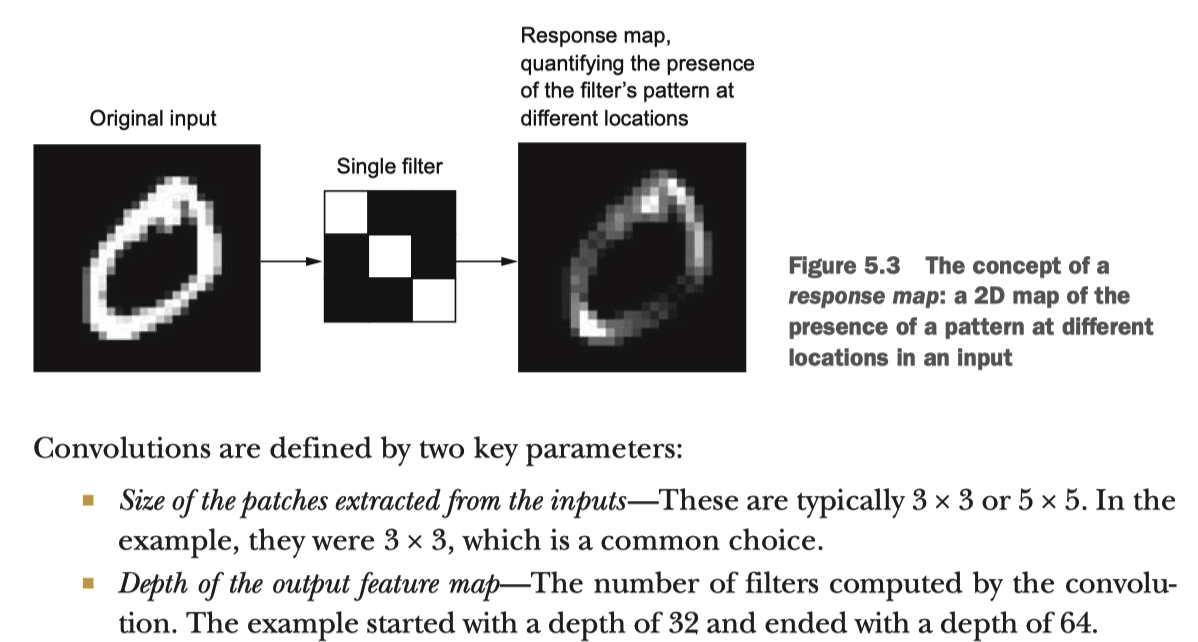 Original input
Single filter
Response map,
quantifying the presence
of the filter's pattern at
different locations
Figure 5.3 The concept of a
response map: a 2D map of the
presence of a pattern at different
locations in an input
Convolutions are defined by two key parameters:
■ Size of the patches extracted from the inputs—These are typically 3 × 3 or 5 × 5. In the
example, they were 3 × 3, which is a common choice.
■ Depth of the output feature map—The number of filters computed by the convolu-
tion. The example started with a depth of 32 and ended with a depth of 64.